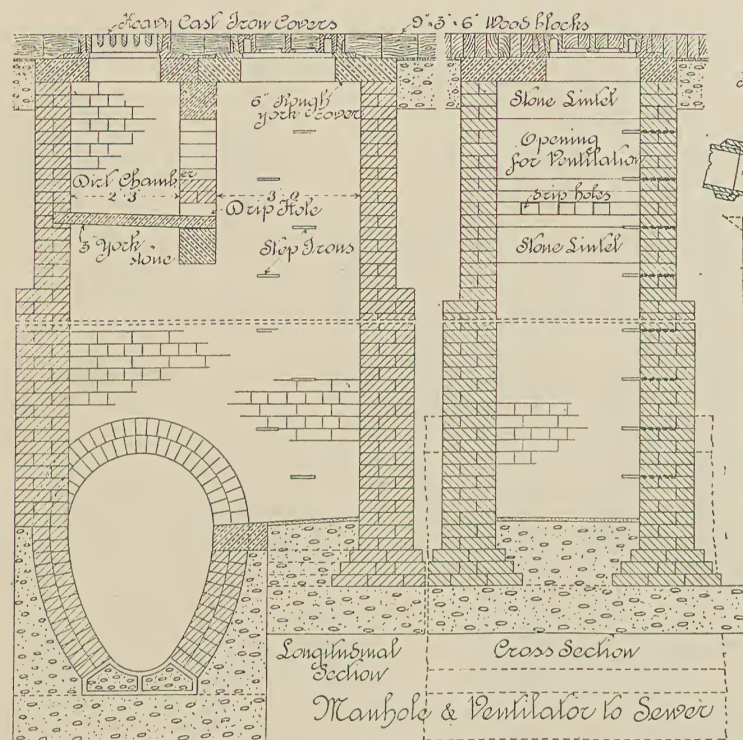 Heavy Cast Iron Covers
9" × 3" × 6" Wood blocks
6" Rough
York cover
Stone Lintel
Opening
for Ventilation
Dirt Chamber
2·3
3·0
Drip Hole
drip holes
3" York
stone
Step Irons
Stone Lintel
Longitudinal
Section
Cross Section
Manhole & Ventilator to Sewer